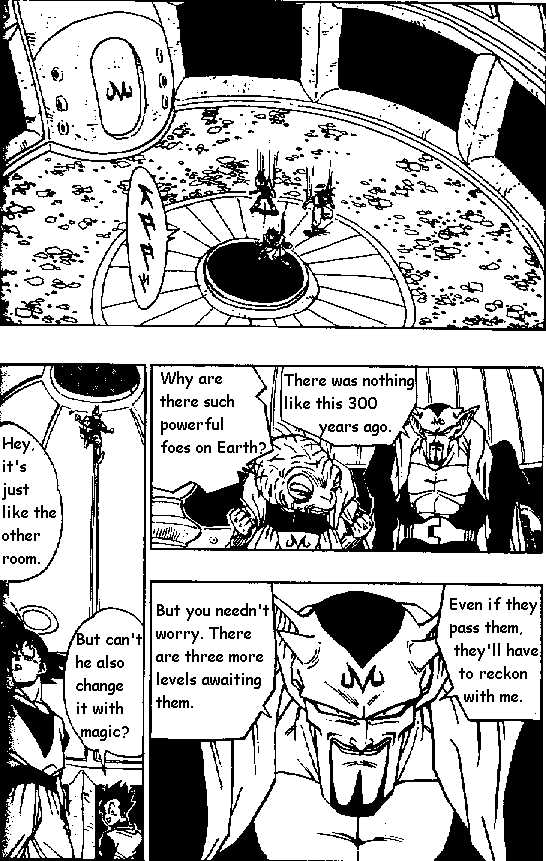 There was nothing
like this 300
years ago.
Why are
there such
powerful
foes on Earth?
Hey,
it's
just
like the
other
room.
But can't
he also
change
it with
magic?
Even if they
pass them,
they'll have
to reckon
with me.
But you needn't
worry. There
are three more
levels awaiting
them.